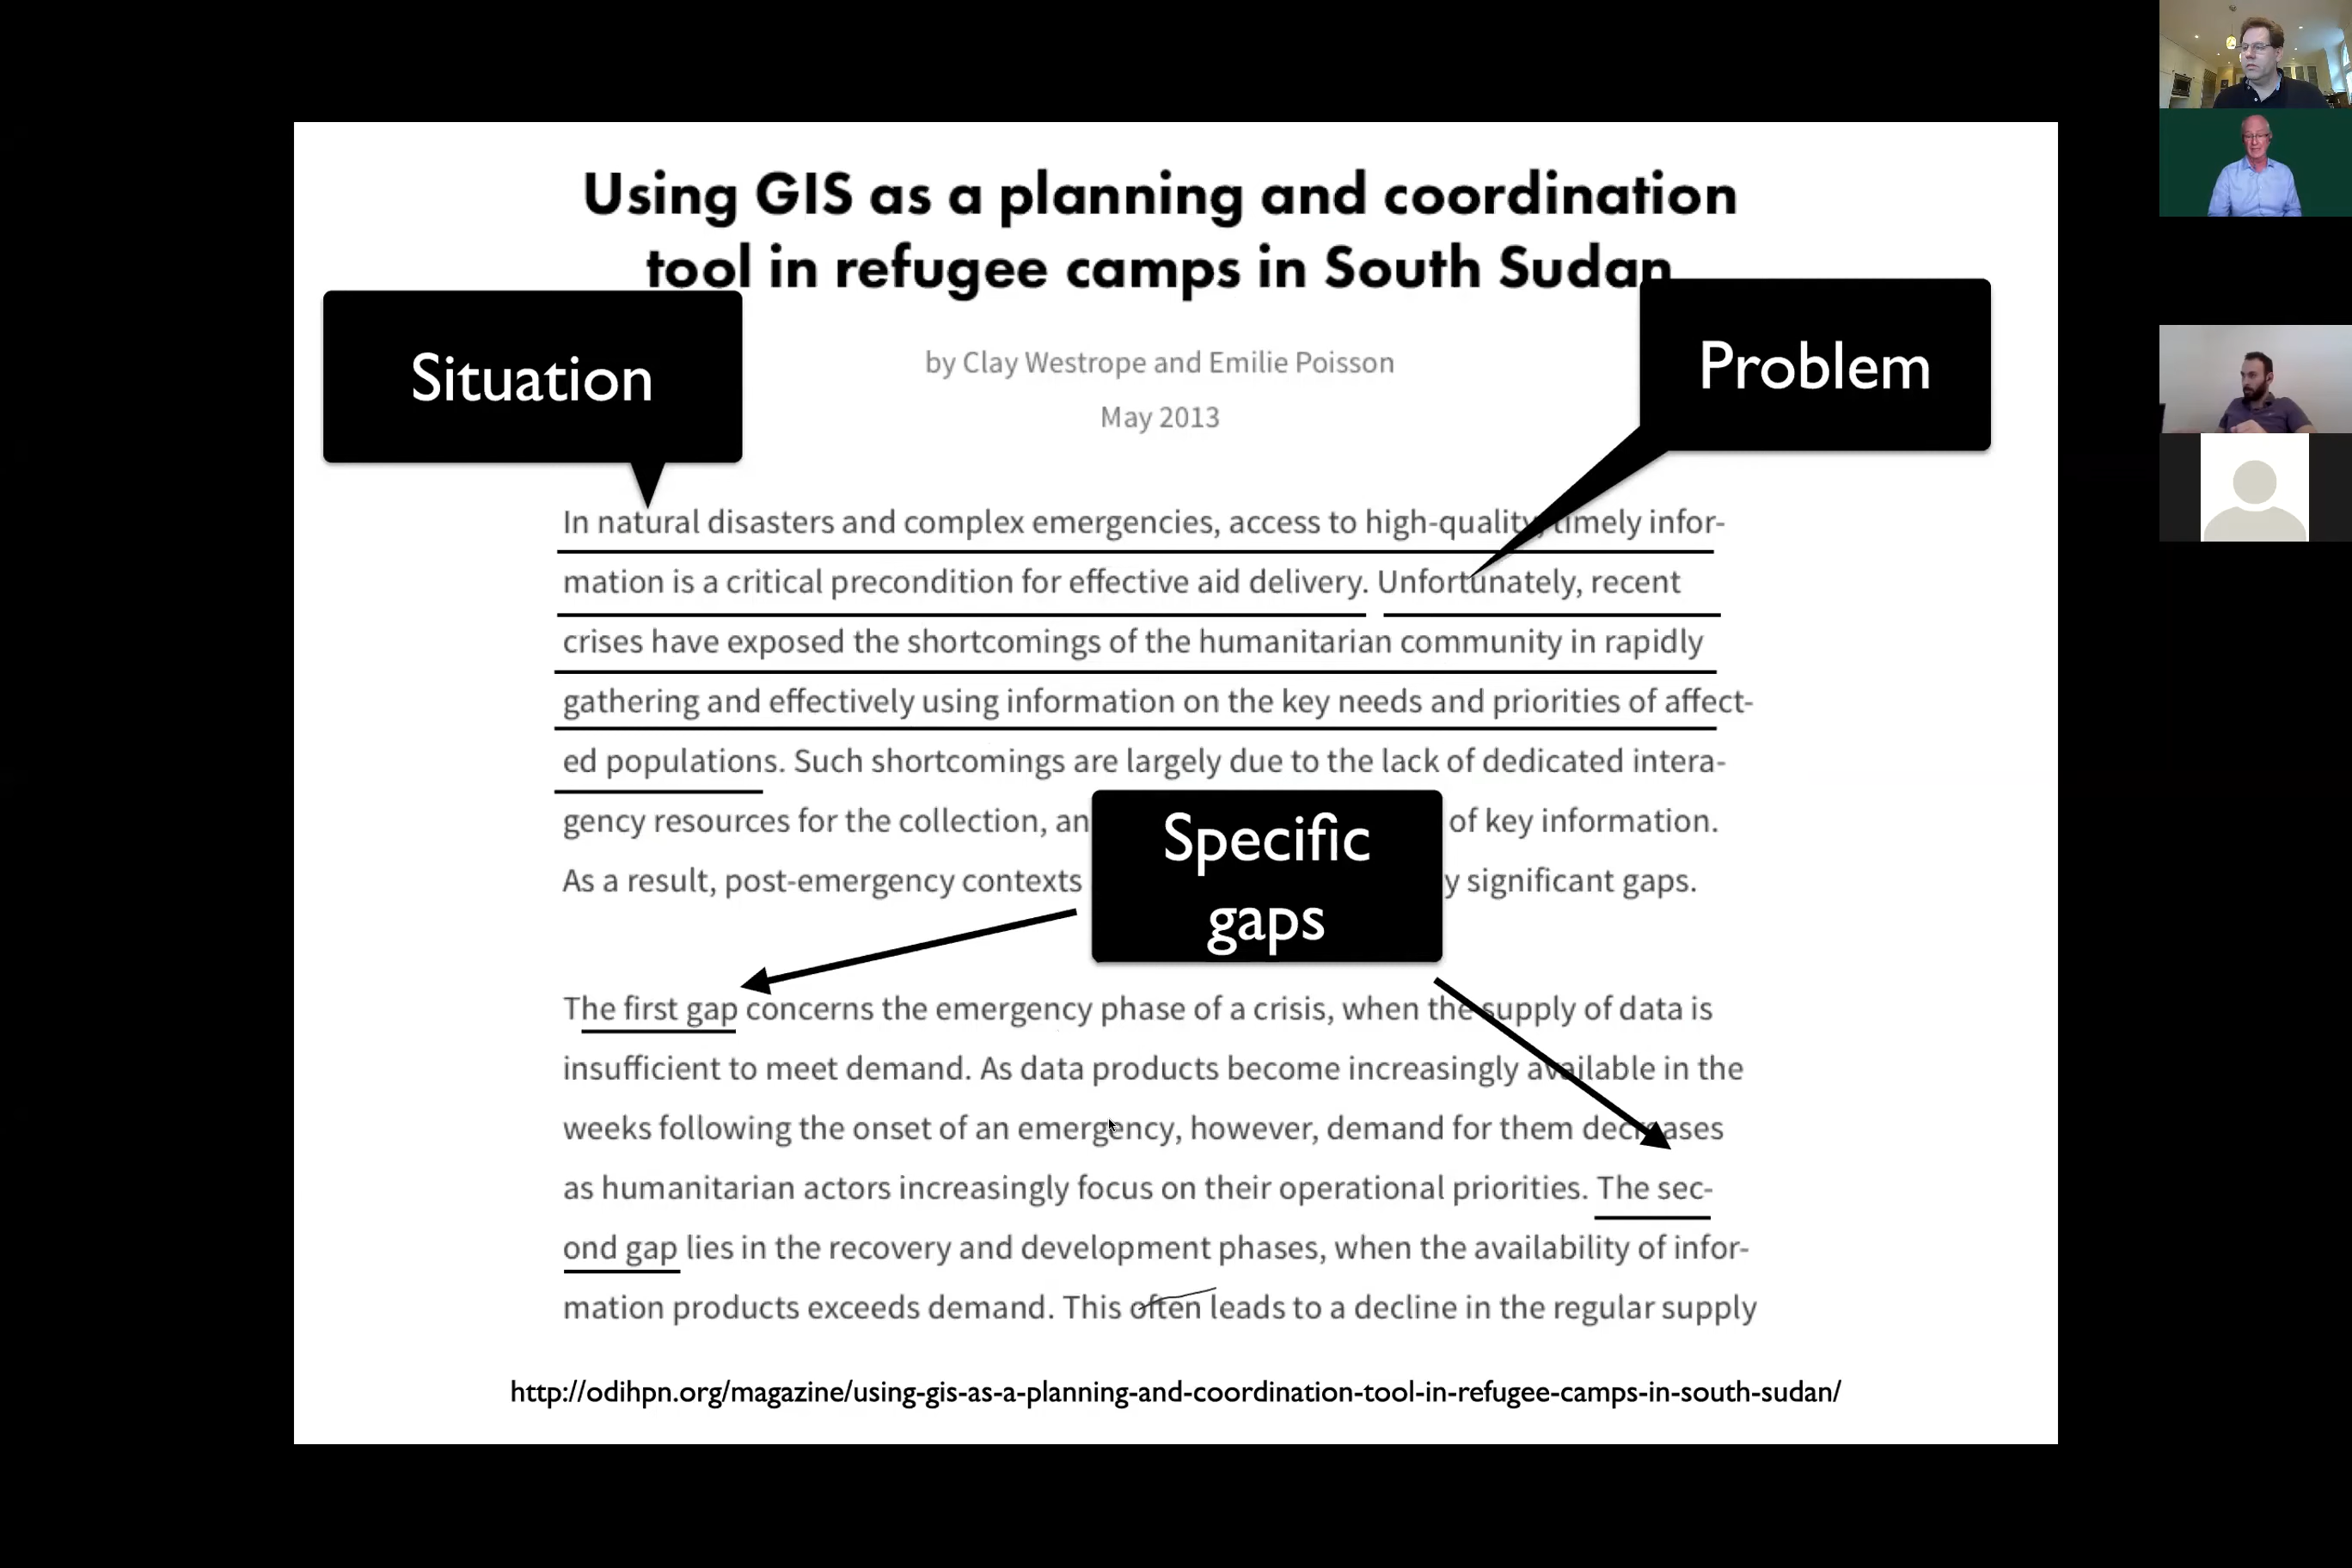 Using GIS as a planning and coordination
tool in refugee camps in South Sudan
Situation
Problem
by Clay Westrope and Emilie Poisson
May 2013
In natural disasters and complex emergencies, access to high-quality, timely infor-
mation is a critical precondition for effective aid delivery. Unfortunately, recent
crises have exposed the shortcomings of the humanitarian community in rapidly
gathering and effectively using information on the key needs and priorities of affect-
ed populations. Such shortcomings are largely due to the lack of dedicated intera-
gency resources for the collection, of key information.
As a result, post-emergency contexts significant gaps.
Specific
gaps
The first gap concerns the emergency phase of a crisis, when the supply of data is
insufficient to meet demand. As data products become increasingly available in the
weeks following the onset of an emergency, however, demand for them decreases
as humanitarian actors increasingly focus on their operational priorities. The sec-
ond gap lies in the recovery and development phases, when the availability of infor-
mation products exceeds demand. This often leads to a decline in the regular supply
http://odihpn.org/magazine/using-gis-as-a-planning-and-coordination-tool-in-refugee-camps-in-south-sudan/